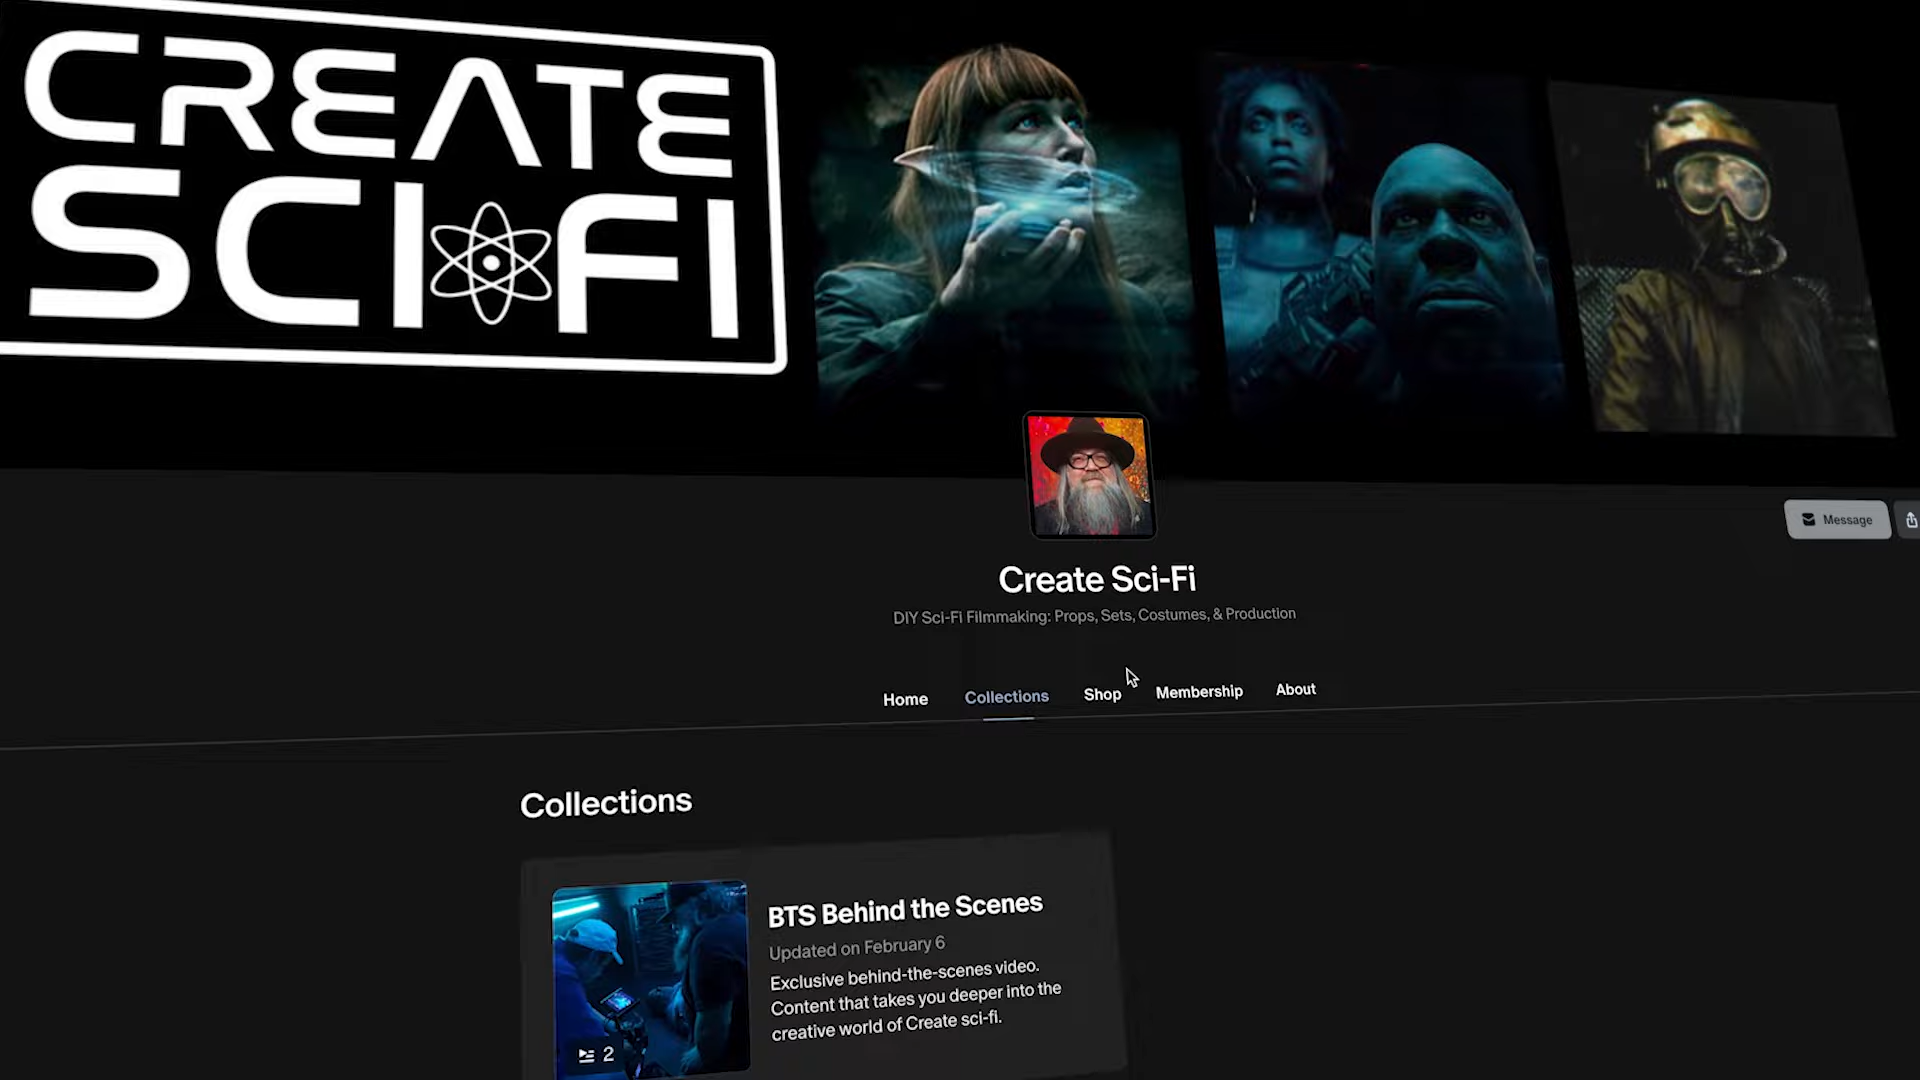 CREATE
SCI FI
Message
Create Sci-Fi
DIY Sci-Fi Filmmaking: Props, Sets, Costumes, & Production
Home Collections Shop Membership About
Collections
BTS Behind the Scenes
Updated on February 6
Exclusive behind-the-scenes video.
Content that takes you deeper into the
creative world of Create sci-fi.
2